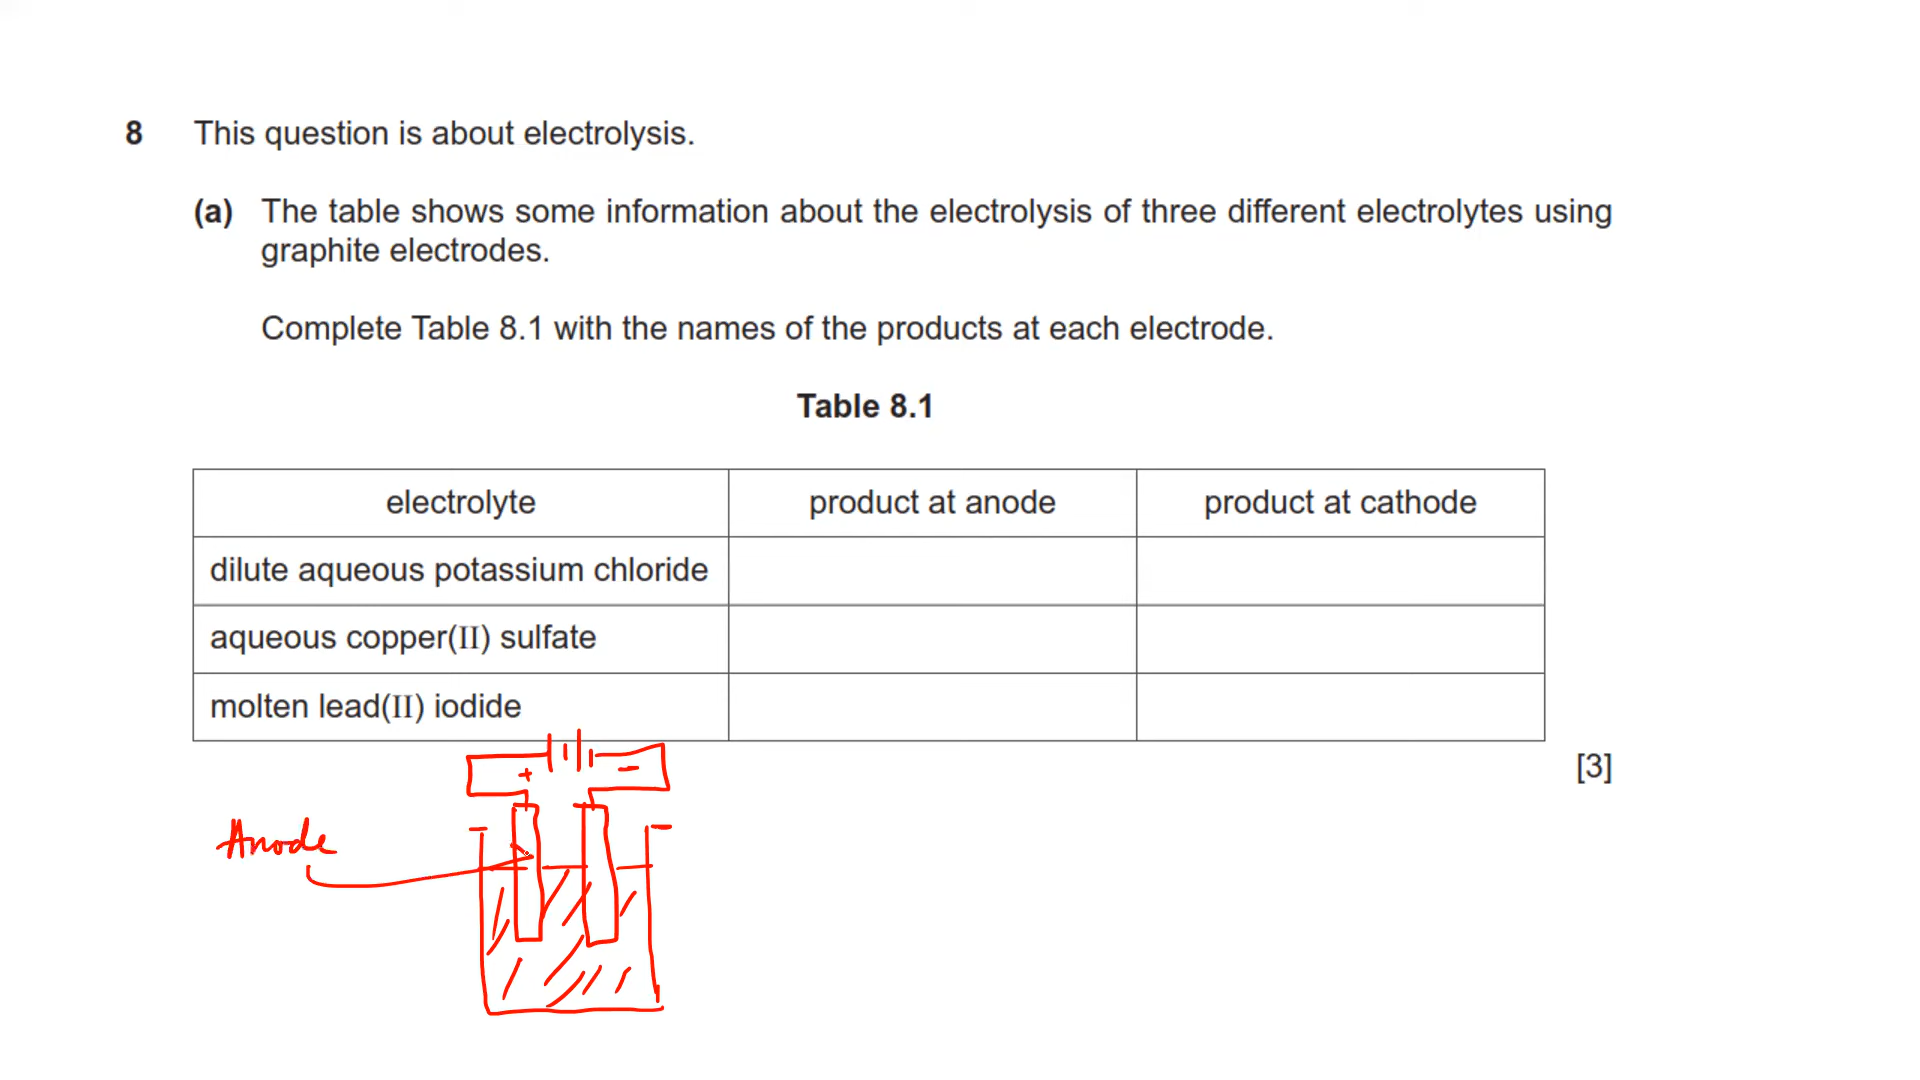 8 This question is about electrolysis.
(a) The table shows some information about the electrolysis of three different electrolytes using
graphite electrodes.
Complete Table 8.1 with the names of the products at each electrode.
Table 8.1
electrolyte product at anode product at cathode
dilute aqueous potassium chloride
aqueous copper(II) sulfate
molten lead(II) iodide
[3]
+ −
Anode